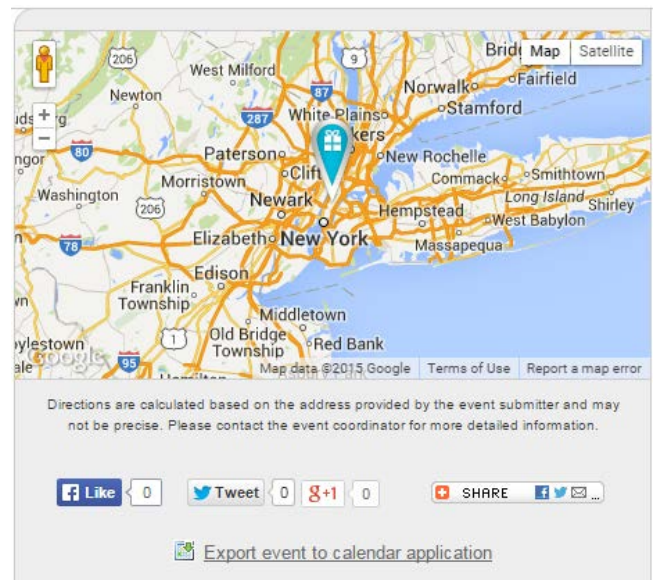 206
West Milford
9
Bridg
Map
Satellite
Newton
87
Norwalk
Fairfield
287
White Plains
Stamford
kers
80
Paterson
New Rochelle
Clift
Morristown
Commack
Smithtown
Washington
206
Newark
Hempstead
Long Island
Shirley
West Babylon
78
Elizabeth
New York
Massapequa
Edison
Franklin
Township
Middletown
1
Old Bridge
Township
Red Bank
oylestown
Google
95
Map data ©2015 Google
Terms of Use
Report a map error
Directions are calculated based on the address provided by the event submitter and may
not be precise. Please contact the event coordinator for more detailed information.
f Like 0
Tweet 0
g+1 0
SHARE ...
Export event to calendar application